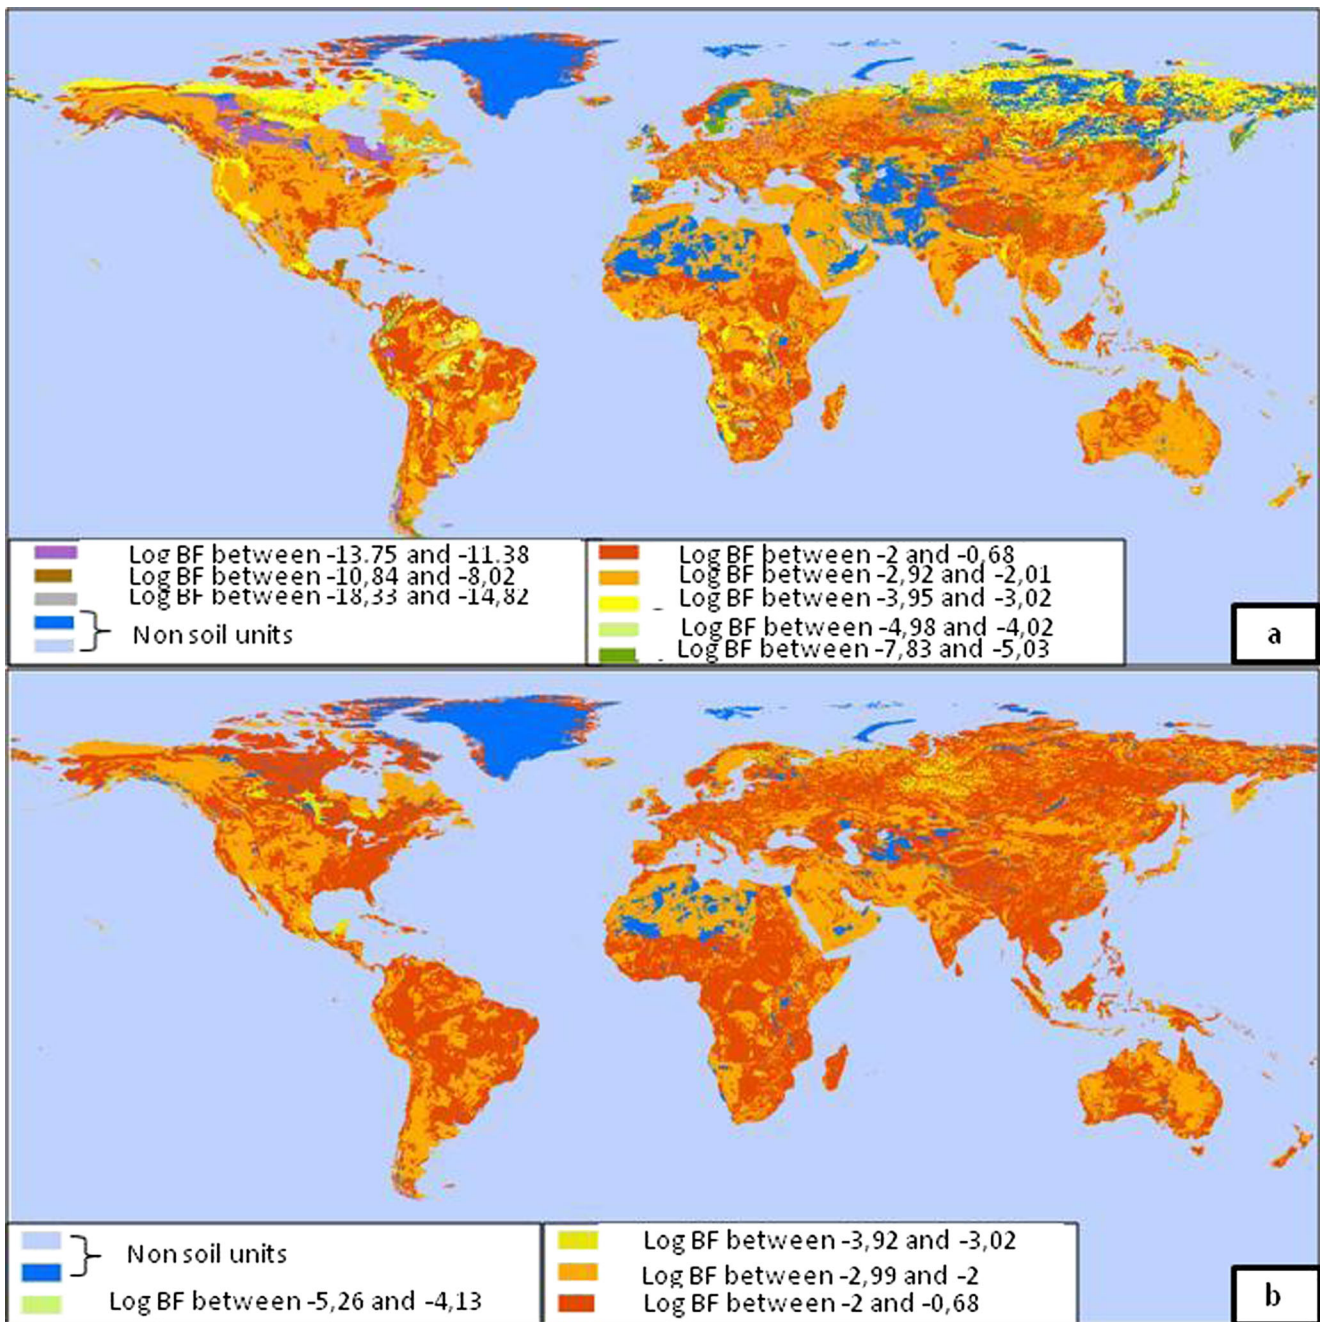 Log BF between -13.75 and -11.38
Log BF between -10,84 and -8,02
Log BF between -18,33 and -14,82
Non soil units
Log BF between -2 and -0,68
Log BF between -2,92 and -2,01
Log BF between -3,95 and -3,02
Log BF between -4,98 and -4,02
Log BF between -7,83 and -5,03
a
Non soil units
Log BF between -5,26 and -4,13
Log BF between -3,92 and -3,02
Log BF between -2,99 and -2
Log BF between -2 and -0,68
b